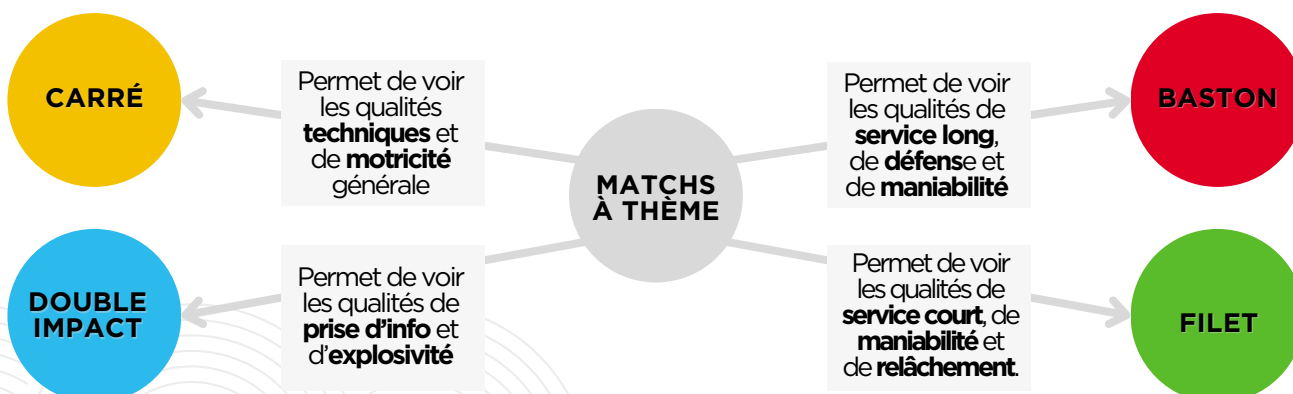 CARRÉ
Permet de voir
les qualités
techniques et
de motricité
générale
MATCHS
À THÈME
Permet de voir
les qualités de
service long,
de défense et
de maniabilité
BASTON
DOUBLE
IMPACT
Permet de voir
les qualités de
prise d'info et
d'explosivité
Permet de voir
les qualités de
service court, de
maniabilité et
de relâchement.
FILET